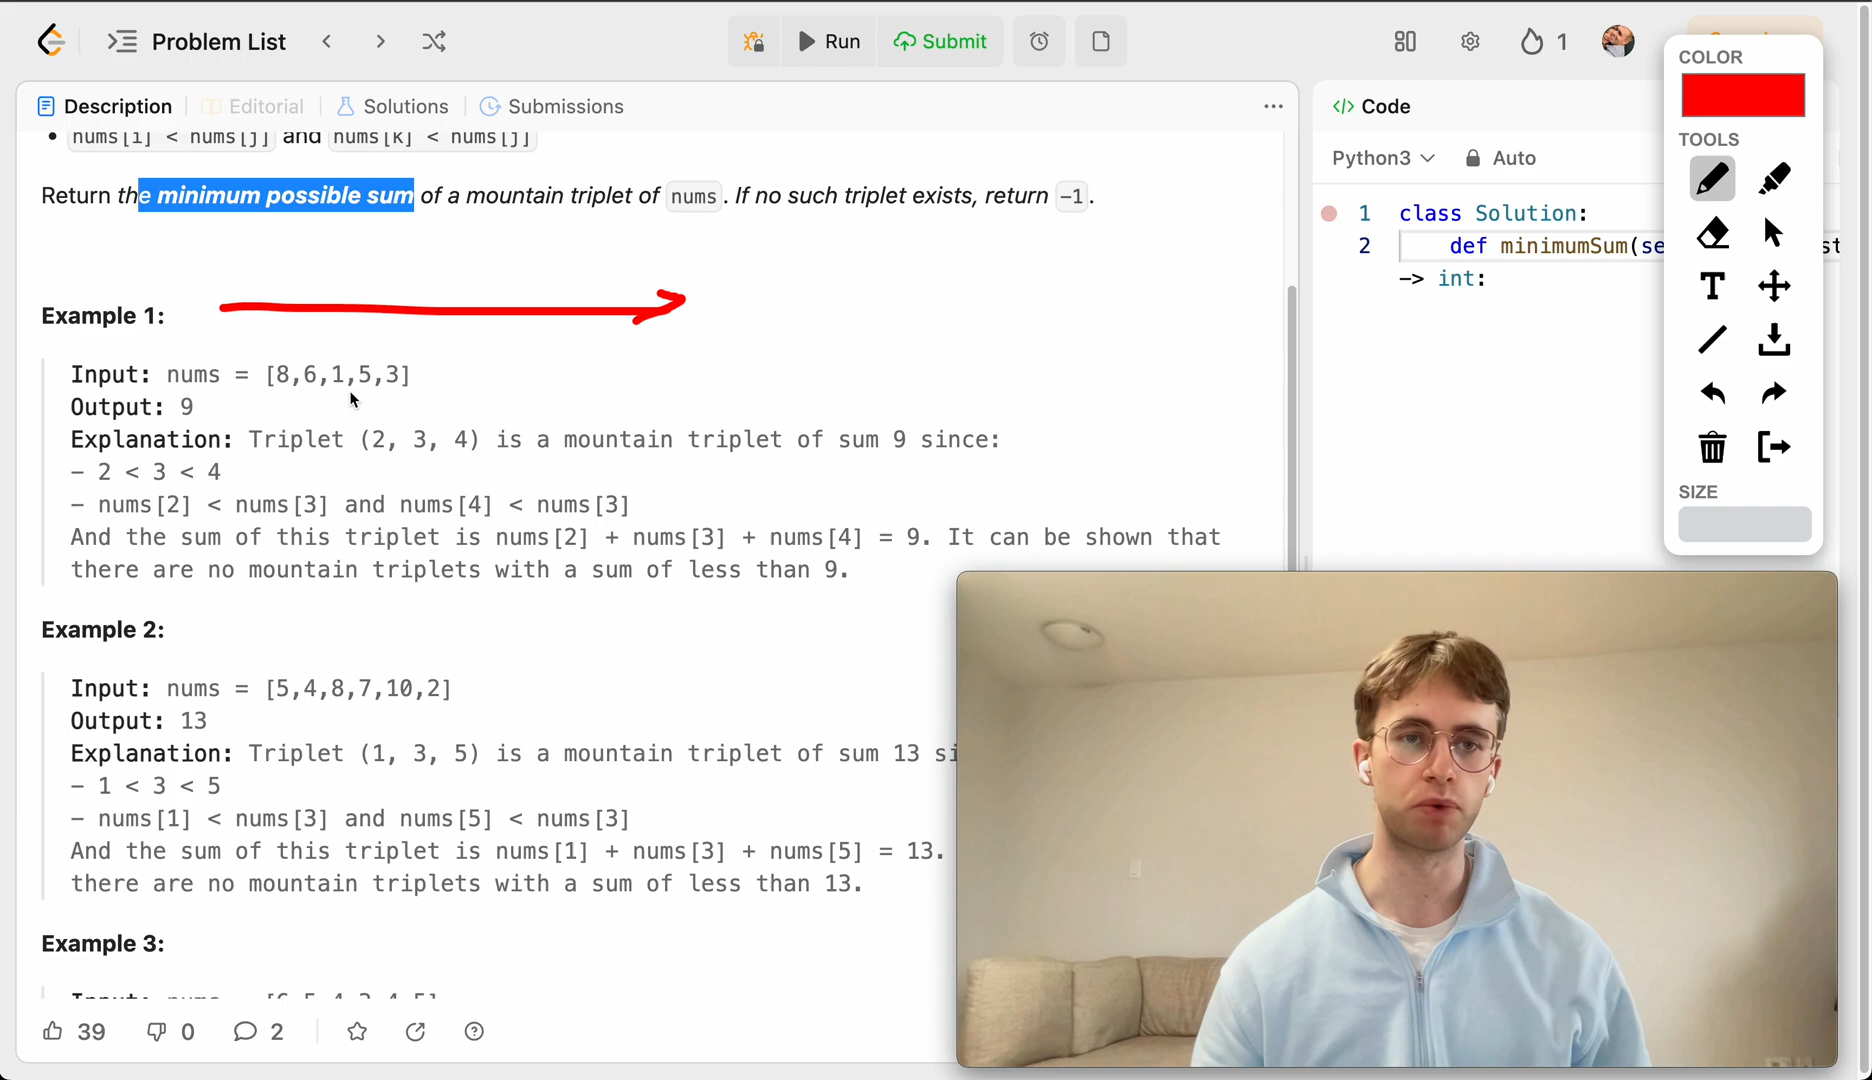 Problem List
Run
Submit
1
Description
Editorial
Solutions
Submissions
nums[i] < nums[j] and nums[k] < nums[j]
Return the minimum possible sum of a mountain triplet of nums. If no such triplet exists, return -1.
Example 1:
Input: nums = [8,6,1,5,3]
Output: 9
Explanation: Triplet (2, 3, 4) is a mountain triplet of sum 9 since:
- 2 < 3 < 4
- nums[2] < nums[3] and nums[4] < nums[3]
And the sum of this triplet is nums[2] + nums[3] + nums[4] = 9. It can be shown that
there are no mountain triplets with a sum of less than 9.
Example 2:
Input: nums = [5,4,8,7,10,2]
Output: 13
Explanation: Triplet (1, 3, 5) is a mountain triplet of sum 13 si
- 1 < 3 < 5
- nums[1] < nums[3] and nums[5] < nums[3]
And the sum of this triplet is nums[1] + nums[3] + nums[5] = 13.
there are no mountain triplets with a sum of less than 13.
Example 3:
39
0
2
</> Code
Python3
Auto
1 class Solution:
2 def minimumSum(se
st
-> int:
COLOR
TOOLS
SIZE